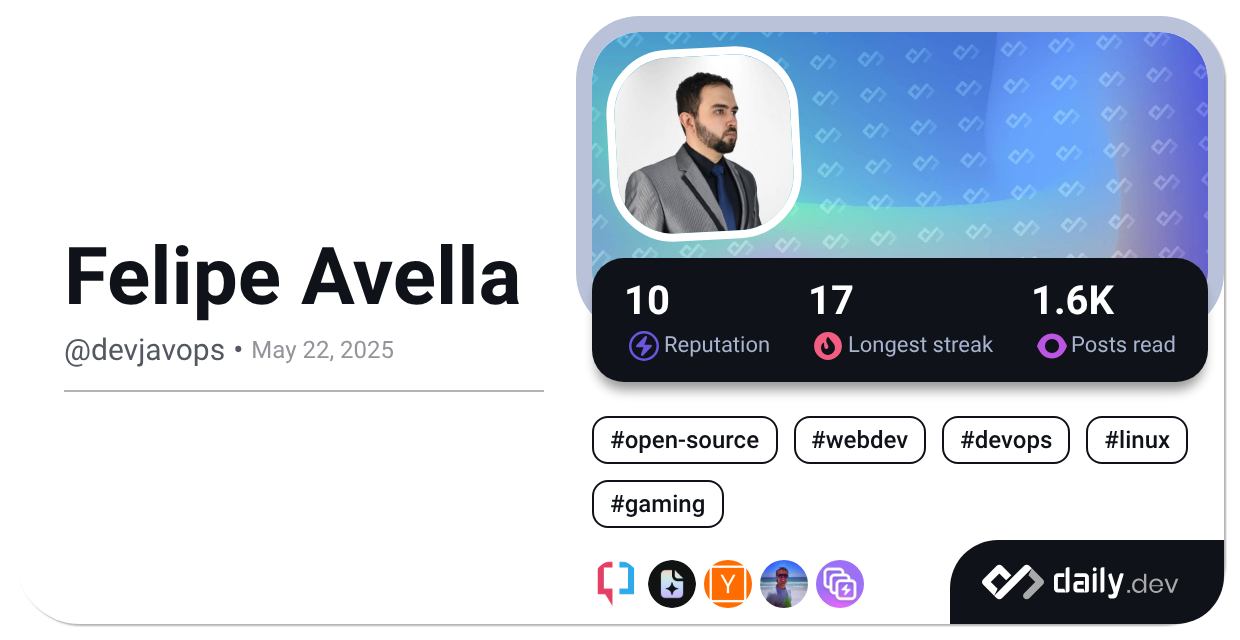 Felipe Avella
@devjavops • May 22, 2025
10
Reputation
17
Longest streak
1.6K
Posts read
#open-source
#webdev
#devops
#linux
#gaming
Y
daily.dev